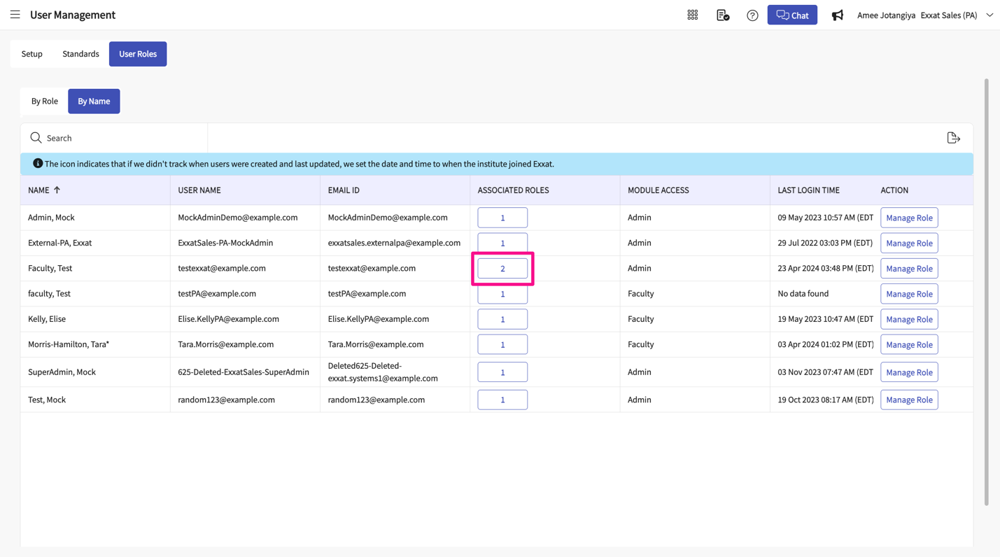 User Management
Chat
Amee Jotangiya Exxat Sales (PA)
Setup Standards User Roles
By Role By Name
Search
The icon indicates that if we didn't track when users were created and last updated, we set the date and time to when the institute joined Exxat.
NAME USER NAME EMAIL ID ASSOCIATED ROLES MODULE ACCESS LAST LOGIN TIME ACTION
Admin, Mock MockAdminDemo@example.com MockAdminDemo@example.com 1 Admin 09 May 2023 10:57 AM (EDT Manage Role
External-PA, Exxat ExxatSales-PA-MockAdmin exxatsales.externalpa@example.com 1 Admin 29 Jul 2022 03:03 PM (EDT) Manage Role
Faculty, Test testexxat@example.com testexxat@example.com 2 Admin 23 Apr 2024 03:48 PM (EDT) Manage Role
faculty, Test testPA@example.com testPA@example.com 1 Faculty No data found Manage Role
Kelly, Elise Elise.KellyPA@example.com Elise.KellyPA@example.com 1 Faculty 19 May 2023 10:47 AM (EDT Manage Role
Morris-Hamilton, Tara* Tara.Morris@example.com Tara.Morris@example.com 1 Faculty 03 Apr 2024 01:02 PM (EDT) Manage Role
SuperAdmin, Mock 625-Deleted-ExxatSales-SuperAdmin Deleted625-Deleted-
exxat.systems1@example.com 1 Admin 03 Nov 2023 07:47 AM (EDT Manage Role
Test, Mock random123@example.com random123@example.com 1 Admin 19 Oct 2023 08:17 AM (EDT) Manage Role